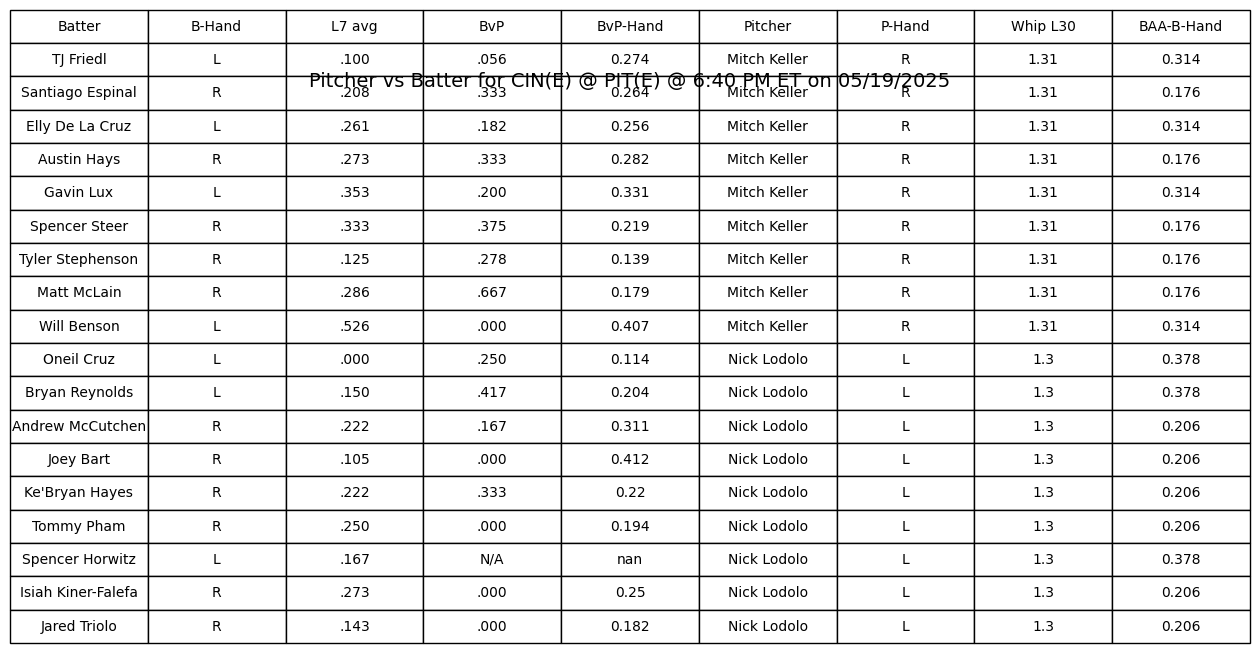 Batter B-Hand L7 avg BvP BvP-Hand Pitcher P-Hand Whip L30 BAA-B-Hand
TJ Friedl L .100 .056 0.274 Mitch Keller R 1.31 0.314
Pitcher vs Batter for CIN(E) @ PIT(E) @ 6:40 PM ET on 05/19/2025
Santiago Espinal R .208 .333 0.264 Mitch Keller R 1.31 0.176
Elly De La Cruz L .261 .182 0.256 Mitch Keller R 1.31 0.314
Austin Hays R .273 .333 0.282 Mitch Keller R 1.31 0.176
Gavin Lux L .353 .200 0.331 Mitch Keller R 1.31 0.314
Spencer Steer R .333 .375 0.219 Mitch Keller R 1.31 0.176
Tyler Stephenson R .125 .278 0.139 Mitch Keller R 1.31 0.176
Matt McLain R .286 .667 0.179 Mitch Keller R 1.31 0.176
Will Benson L .526 .000 0.407 Mitch Keller R 1.31 0.314
Oneil Cruz L .000 .250 0.114 Nick Lodolo L 1.3 0.378
Bryan Reynolds L .150 .417 0.204 Nick Lodolo L 1.3 0.378
Andrew McCutchen R .222 .167 0.311 Nick Lodolo L 1.3 0.206
Joey Bart R .105 .000 0.412 Nick Lodolo L 1.3 0.206
Ke'Bryan Hayes R .222 .333 0.22 Nick Lodolo L 1.3 0.206
Tommy Pham R .250 .000 0.194 Nick Lodolo L 1.3 0.206
Spencer Horwitz L .167 N/A nan Nick Lodolo L 1.3 0.378
Isiah Kiner-Falefa R .273 .000 0.25 Nick Lodolo L 1.3 0.206
Jared Triolo R .143 .000 0.182 Nick Lodolo L 1.3 0.206